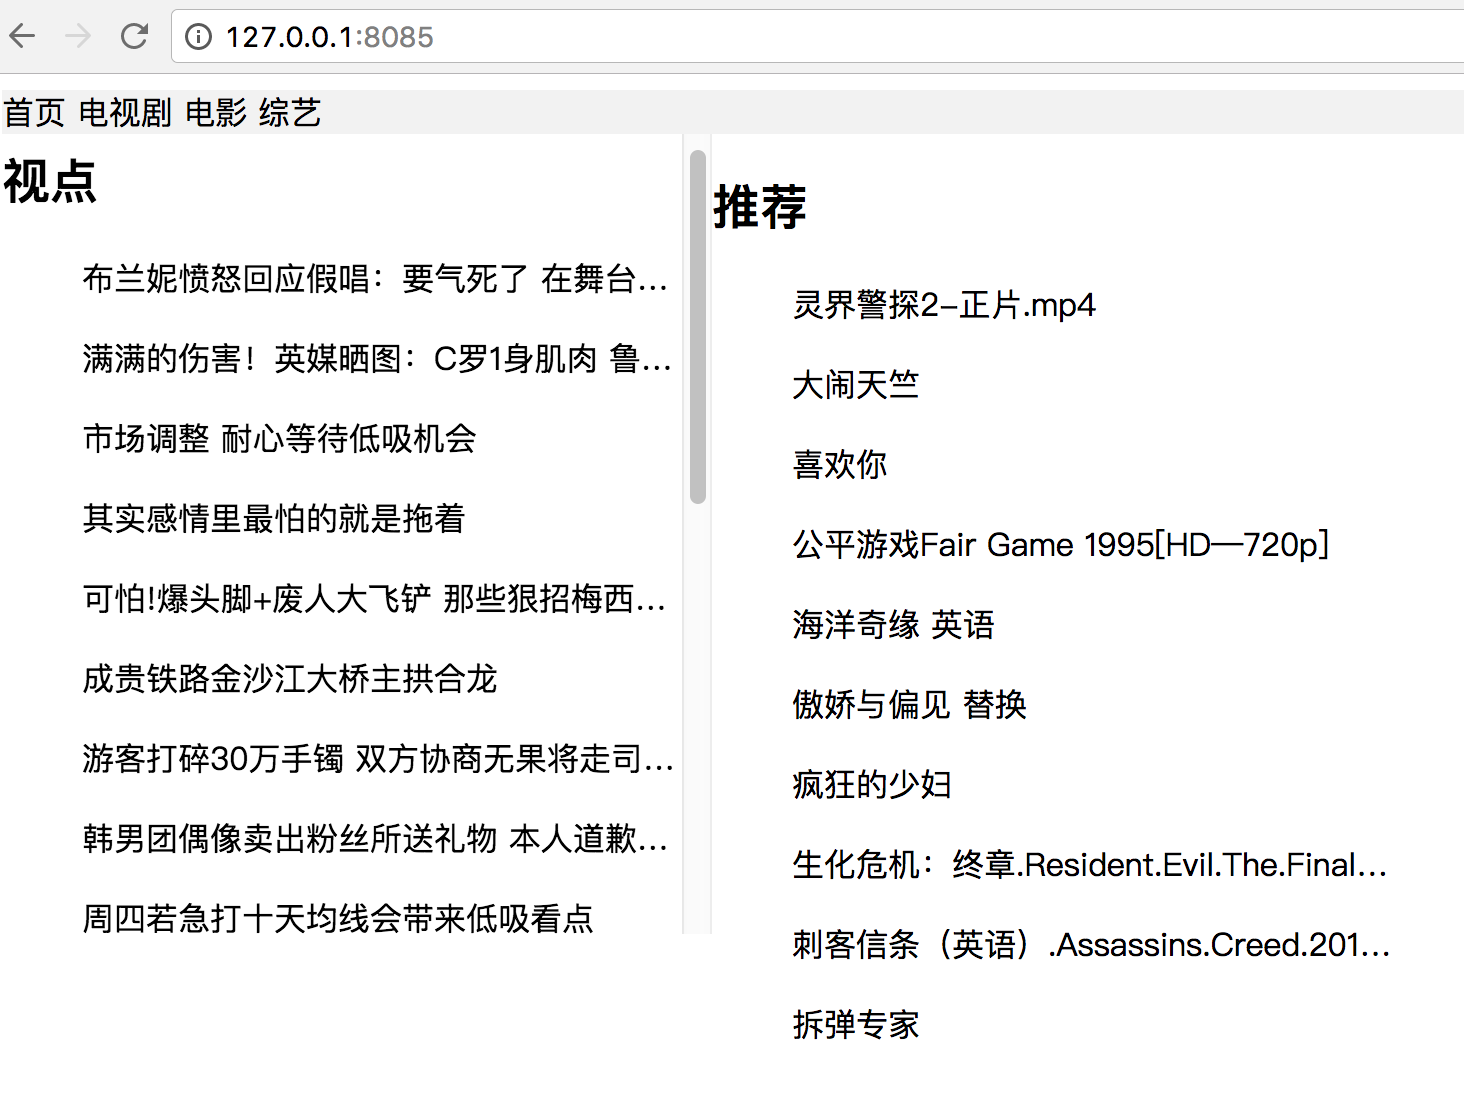 127.0.0.1:8085
首页 电视剧 电影 综艺
视点
布兰妮愤怒回应假唱：要气死了 在舞台...
满满的伤害！英媒晒图：C罗1身肌肉 鲁...
市场调整 耐心等待低吸机会
其实感情里最怕的就是拖着
可怕!爆头脚+废人大飞铲 那些狠招梅西...
成贵铁路金沙江大桥主拱合龙
游客打碎30万手镯 双方协商无果将走司...
韩男团偶像卖出粉丝所送礼物 本人道歉...
周四若急打十天均线会带来低吸看点
推荐
灵界警探2-正片.mp4
大闹天竺
喜欢你
公平游戏Fair Game 1995[HD—720p]
海洋奇缘 英语
傲娇与偏见 替换
疯狂的少妇
生化危机：终章.Resident.Evil.The.Final...
刺客信条（英语）.Assassins.Creed.201...
拆弹专家